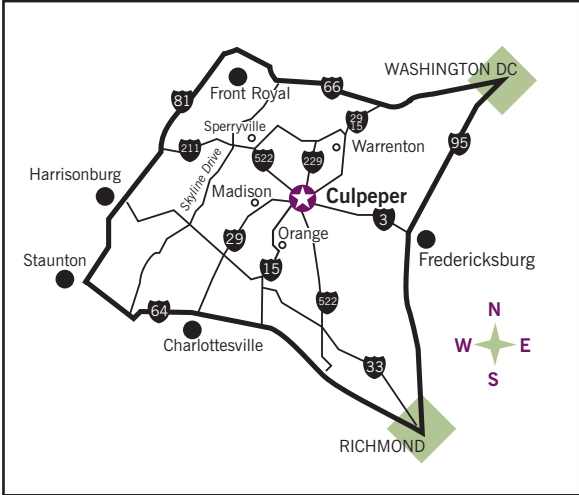 WASHINGTON DC
66
Front Royal
81
29
15
Sperryville
95
Warrenton
211
522
229
Harrisonburg
Skyline Drive
Madison
Culpeper
3
29
Orange
Fredericksburg
Staunton
15
522
64
N
W E
S
Charlottesville
33
RICHMOND